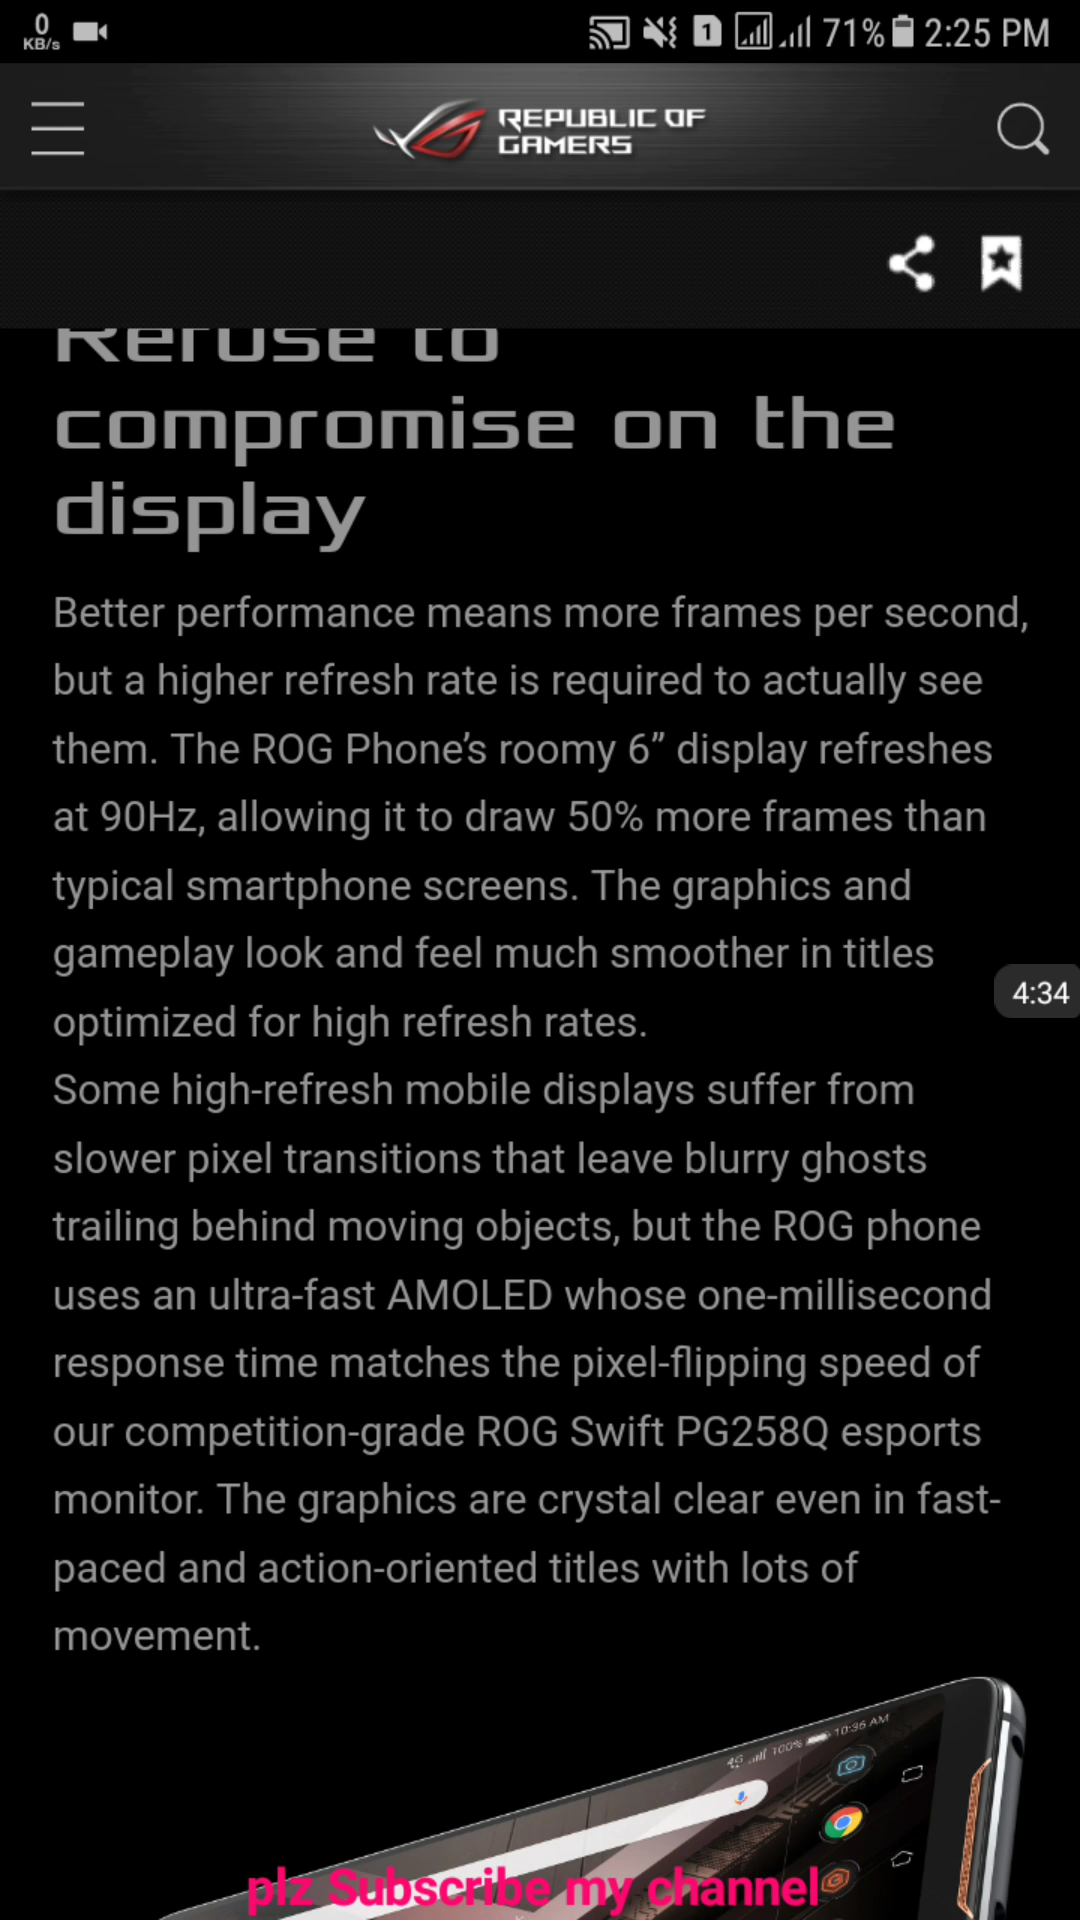 0
KB/s
1
71%
2:25 PM
REPUBLIC OF
GAMERS
Refuse to
compromise on the
display
Better performance means more frames per second,
but a higher refresh rate is required to actually see
them. The ROG Phone’s roomy 6” display refreshes
at 90Hz, allowing it to draw 50% more frames than
typical smartphone screens. The graphics and
gameplay look and feel much smoother in titles
optimized for high refresh rates.
4:34
Some high-refresh mobile displays suffer from
slower pixel transitions that leave blurry ghosts
trailing behind moving objects, but the ROG phone
uses an ultra-fast AMOLED whose one-millisecond
response time matches the pixel-flipping speed of
our competition-grade ROG Swift PG258Q esports
monitor. The graphics are crystal clear even in fast-
paced and action-oriented titles with lots of
movement.
4G 100% 10:36 AM
plz Subscribe my channel